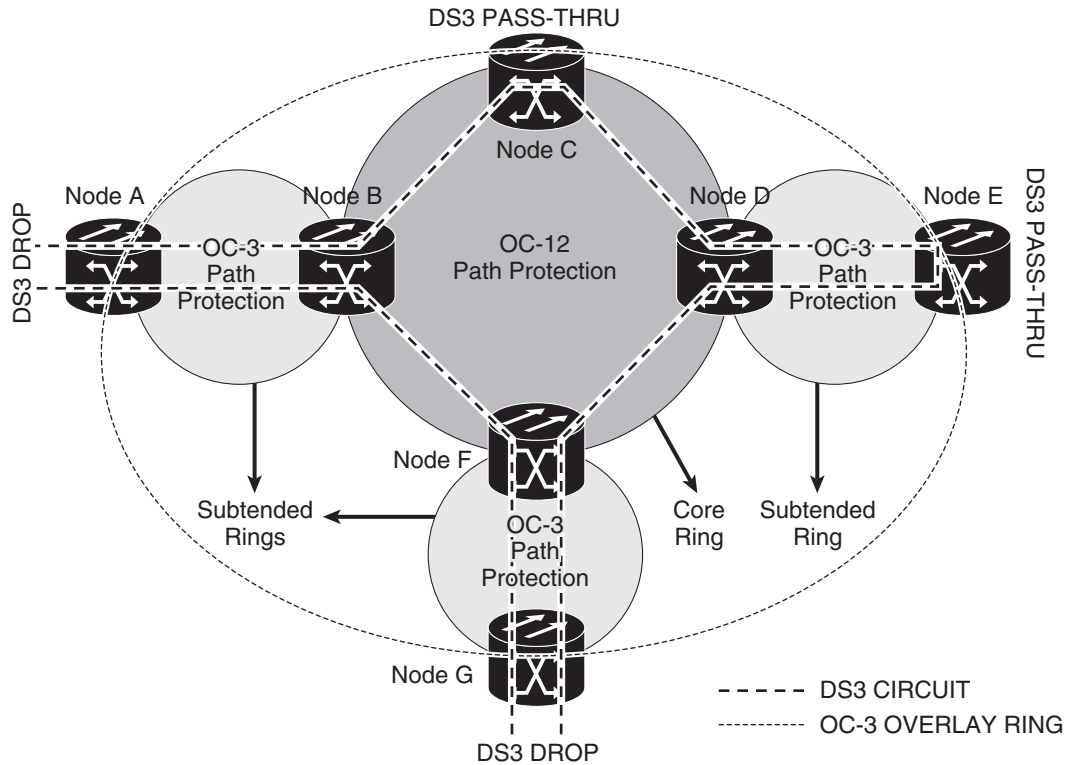 DS3 PASS-THRU
Node C
Node A
Node B
Node D
Node E
DS3 PASS-THRU
DS3 DROP
OC-3
Path
Protection
OC-12
Path Protection
OC-3
Path
Protection
Node F
Subtended
Rings
Core
Ring
Subtended
Ring
OC-3
Path
Protection
Node G
DS3 DROP
DS3 CIRCUIT
OC-3 OVERLAY RING